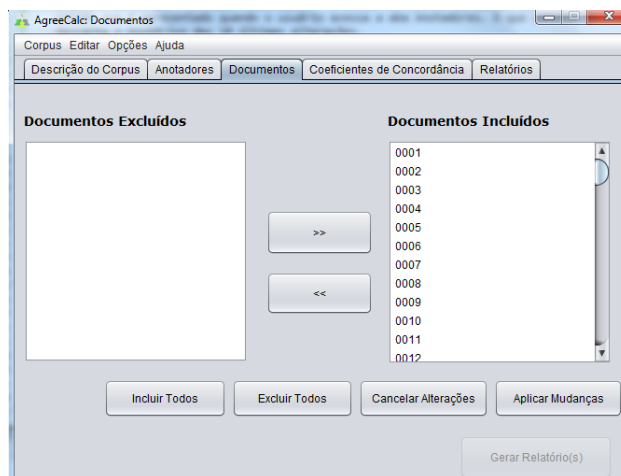 AgreeCalc: Documentos
Corpus Editar Opções Ajuda
Descrição do Corpus Anotadores Documentos Coeficientes de Concordância Relatórios
Documentos Excluídos
Documentos Incluídos
0001
0002
0003
0004
0005
0006
0007
0008
0009
0010
0011
0012
>>
<<
Incluir Todos Excluir Todos Cancelar Alterações Aplicar Mudanças
Gerar Relatório(s)